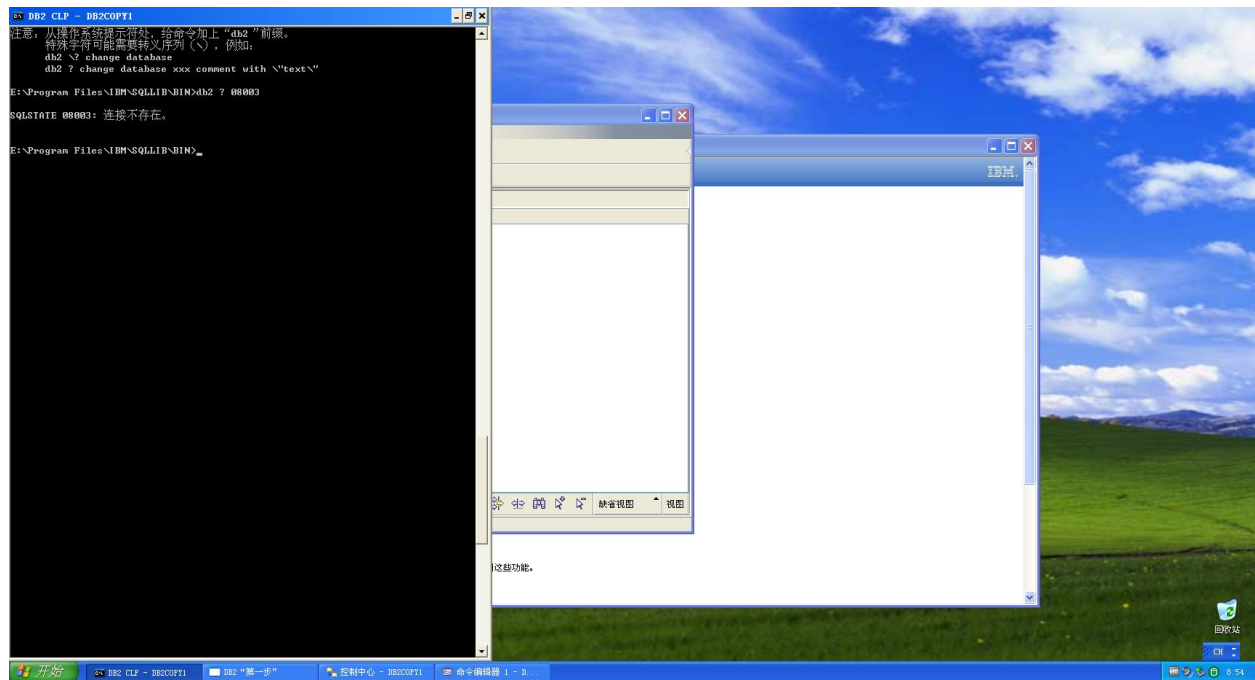 DB2 CLP - DB2COPY1
注意：从操作系统提示符处，给命令加上“db2 ”前缀。
特殊字符可能需要转义序列（\），例如：
db2 \? change database
db2 ? change database xxx comment with \"text\"
E:\Program Files\IBM\SQLLIB\BIN>db2 ? 08003
SQLSTATE 08003: 连接不存在。
E:\Program Files\IBM\SQLLIB\BIN>_
IBM.
缺省视图
视图
这些功能。
回收站
CH
开始
DB2 CLP - DB2COPY1
DB2 “第一步”
控制中心 - DB2COPY1
命令编辑器 1 - D...
8:54